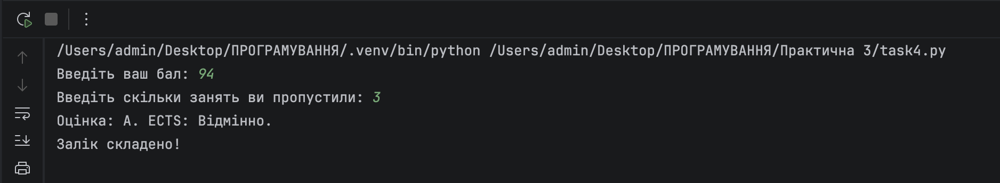 /Users/admin/Desktop/ПРОГРАМУВАННЯ/.venv/bin/python /Users/admin/Desktop/ПРОГРАМУВАННЯ/Практична 3/task4.py
Введіть ваш бал: 94
Введіть скільки занять ви пропустили: 3
Оцінка: A. ECTS: Відмінно.
Залік складено!